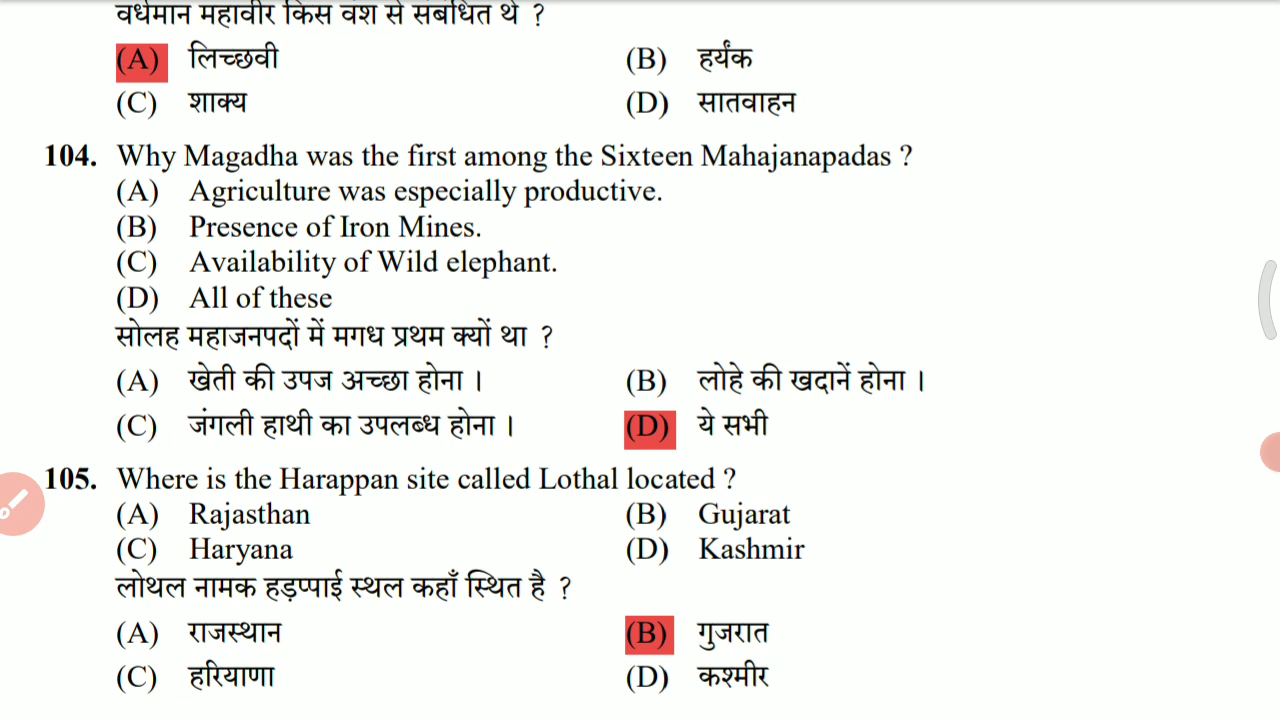 वर्धमान महावीर किस वंश से संबंधित थे ?
(A) लिच्छवी (B) हर्यंक
(C) शाक्य (D) सातवाहन
104. Why Magadha was the first among the Sixteen Mahajanapadas ?
(A) Agriculture was especially productive.
(B) Presence of Iron Mines.
(C) Availability of Wild elephant.
(D) All of these
सोलह महाजनपदों में मगध प्रथम क्यों था ?
(A) खेती की उपज अच्छा होना । (B) लोहे की खदानें होना ।
(C) जंगली हाथी का उपलब्ध होना । (D) ये सभी
105. Where is the Harappan site called Lothal located ?
(A) Rajasthan (B) Gujarat
(C) Haryana (D) Kashmir
लोथल नामक हड़प्पाई स्थल कहाँ स्थित है ?
(A) राजस्थान (B) गुजरात
(C) हरियाणा (D) कश्मीर